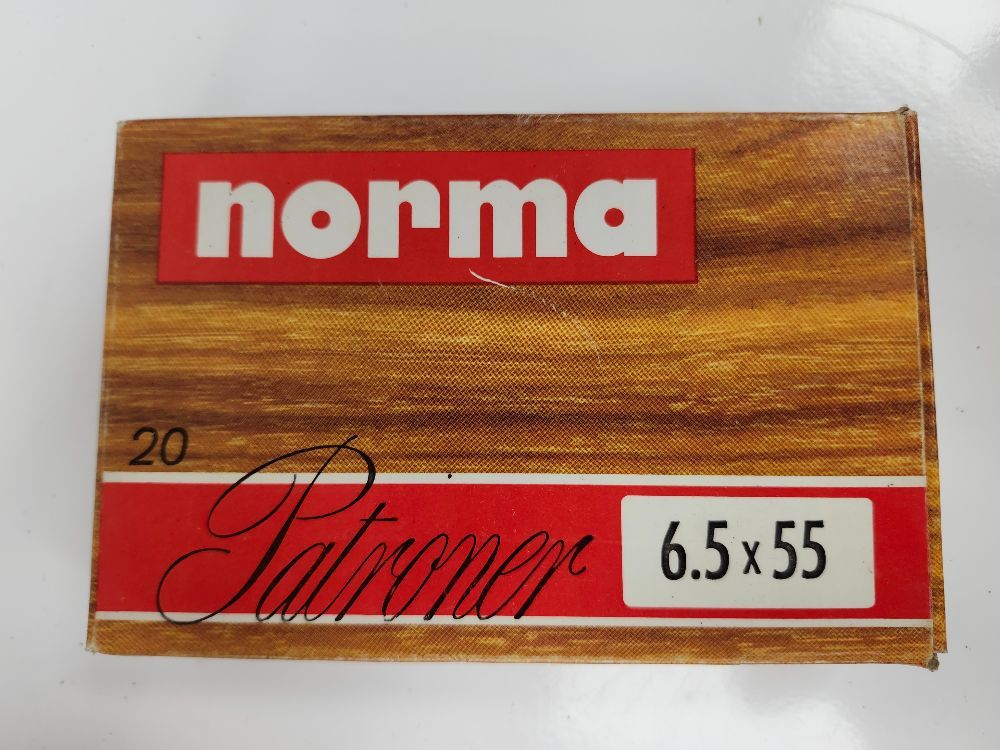 norma
20
Patroner
6.5 x 55